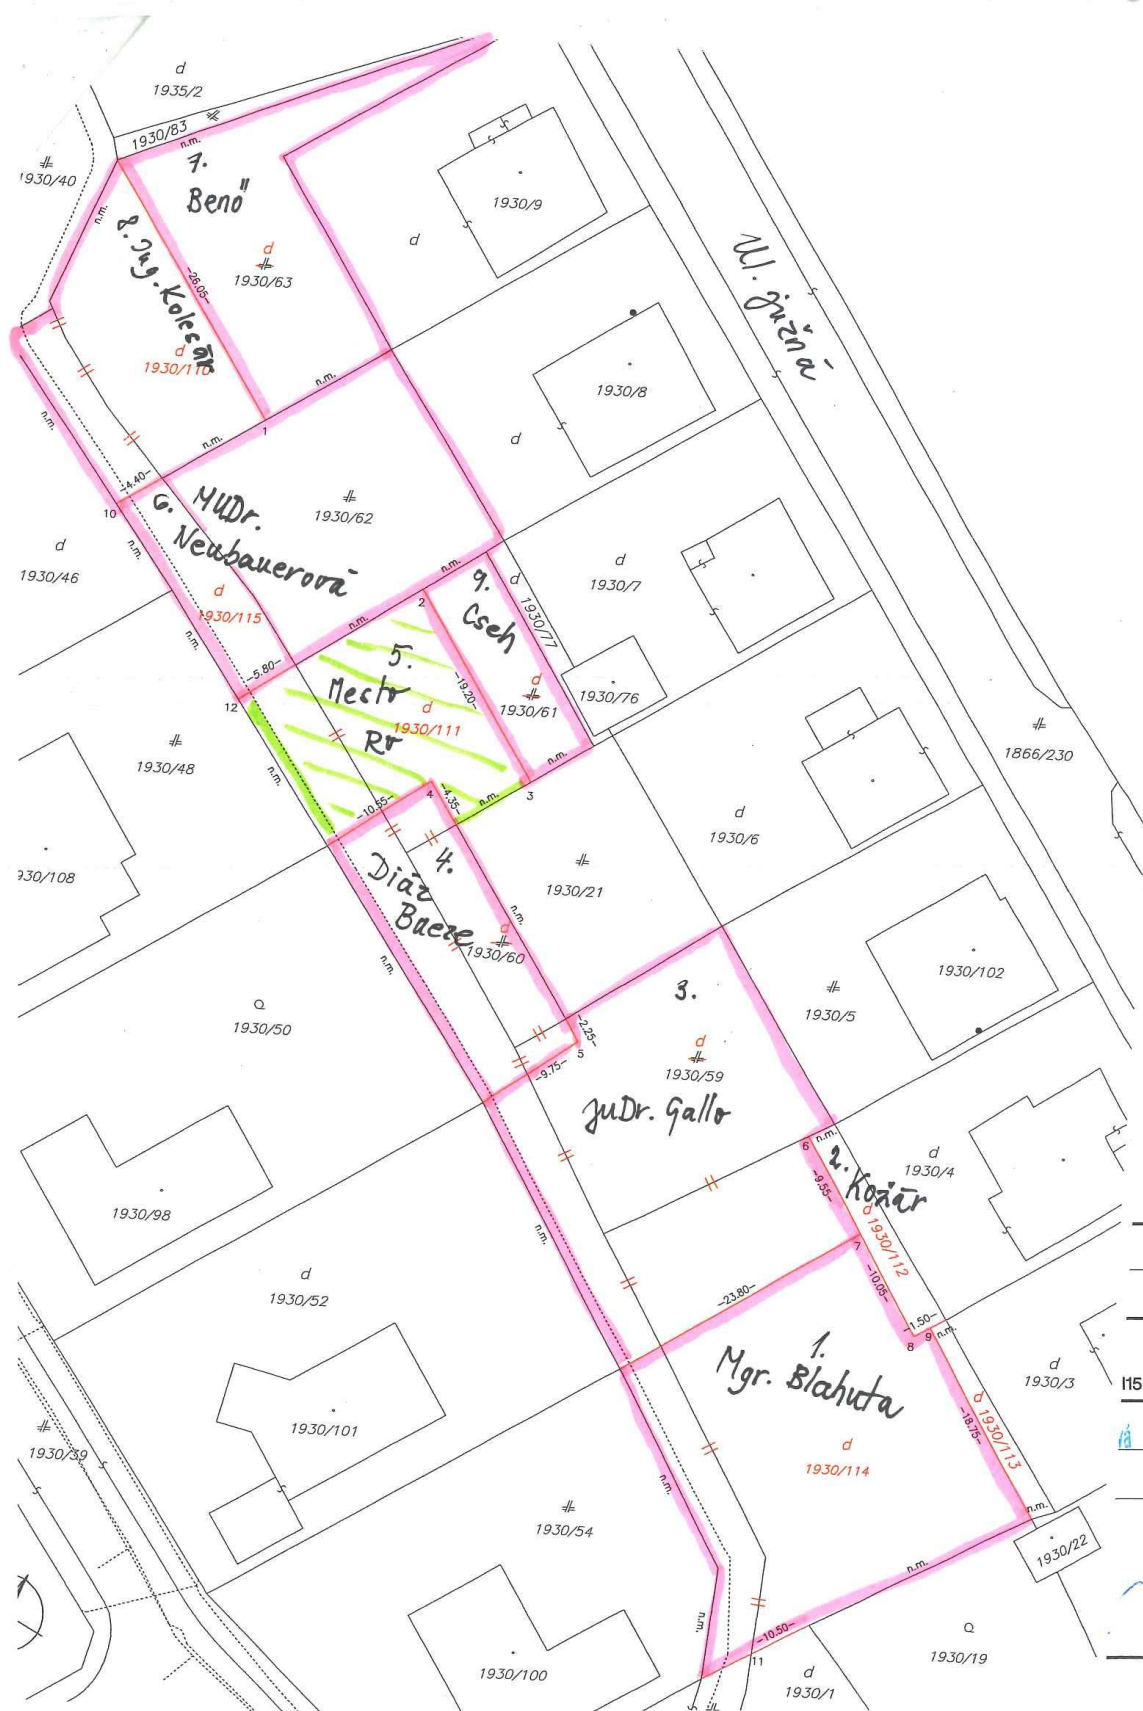 d
1935/2
1930/83
n.m.
1930/40
7.
Benő
n.m.
8. Ing. Kolesár
-26.05-
d
1930/63
d
1930/9
Ul. južná
d
1930/110
n.m.
1930/8
n.m.
n.m.
1
d
-4.40-
10
6. MUDr.
Neubauerová
1930/62
n.m.
d
1930/46
d
1930/115
n.m.
n.m.
2
9.
Cseh
d
1930/77
d
1930/7
n.m.
-5.80-
12
5.
Mesto
RV
d
1930/111
-19.20-
d
1930/61
1930/76
1930/48
n.m.
n.m.
1866/230
-10.55-
4
-4.35-
n.m.
3
d
1930/6
930/108
4.
Diáz
Baeze
1930/21
n.m.
d
1930/60
n.m.
3.
1930/102
1930/5
1930/50
-2.25-
5
-9.75-
d
1930/59
JuDr. Gallo
6
n.m.
2.
Kožár
d
1930/4
-9.55-
1930/98
n.m.
d
1930/112
7
-10.05-
d
1930/52
-23.80-
-1.50-
8
9
n.m.
1.
Mgr. Blahuta
d
1930/3
115
1930/101
d
1930/113
-18.75-
1930/39
d
1930/114
n.m.
n.m.
1930/54
1930/22
n.m.
n.m.
-10.50-
11
1930/100
1930/19
d
1930/1